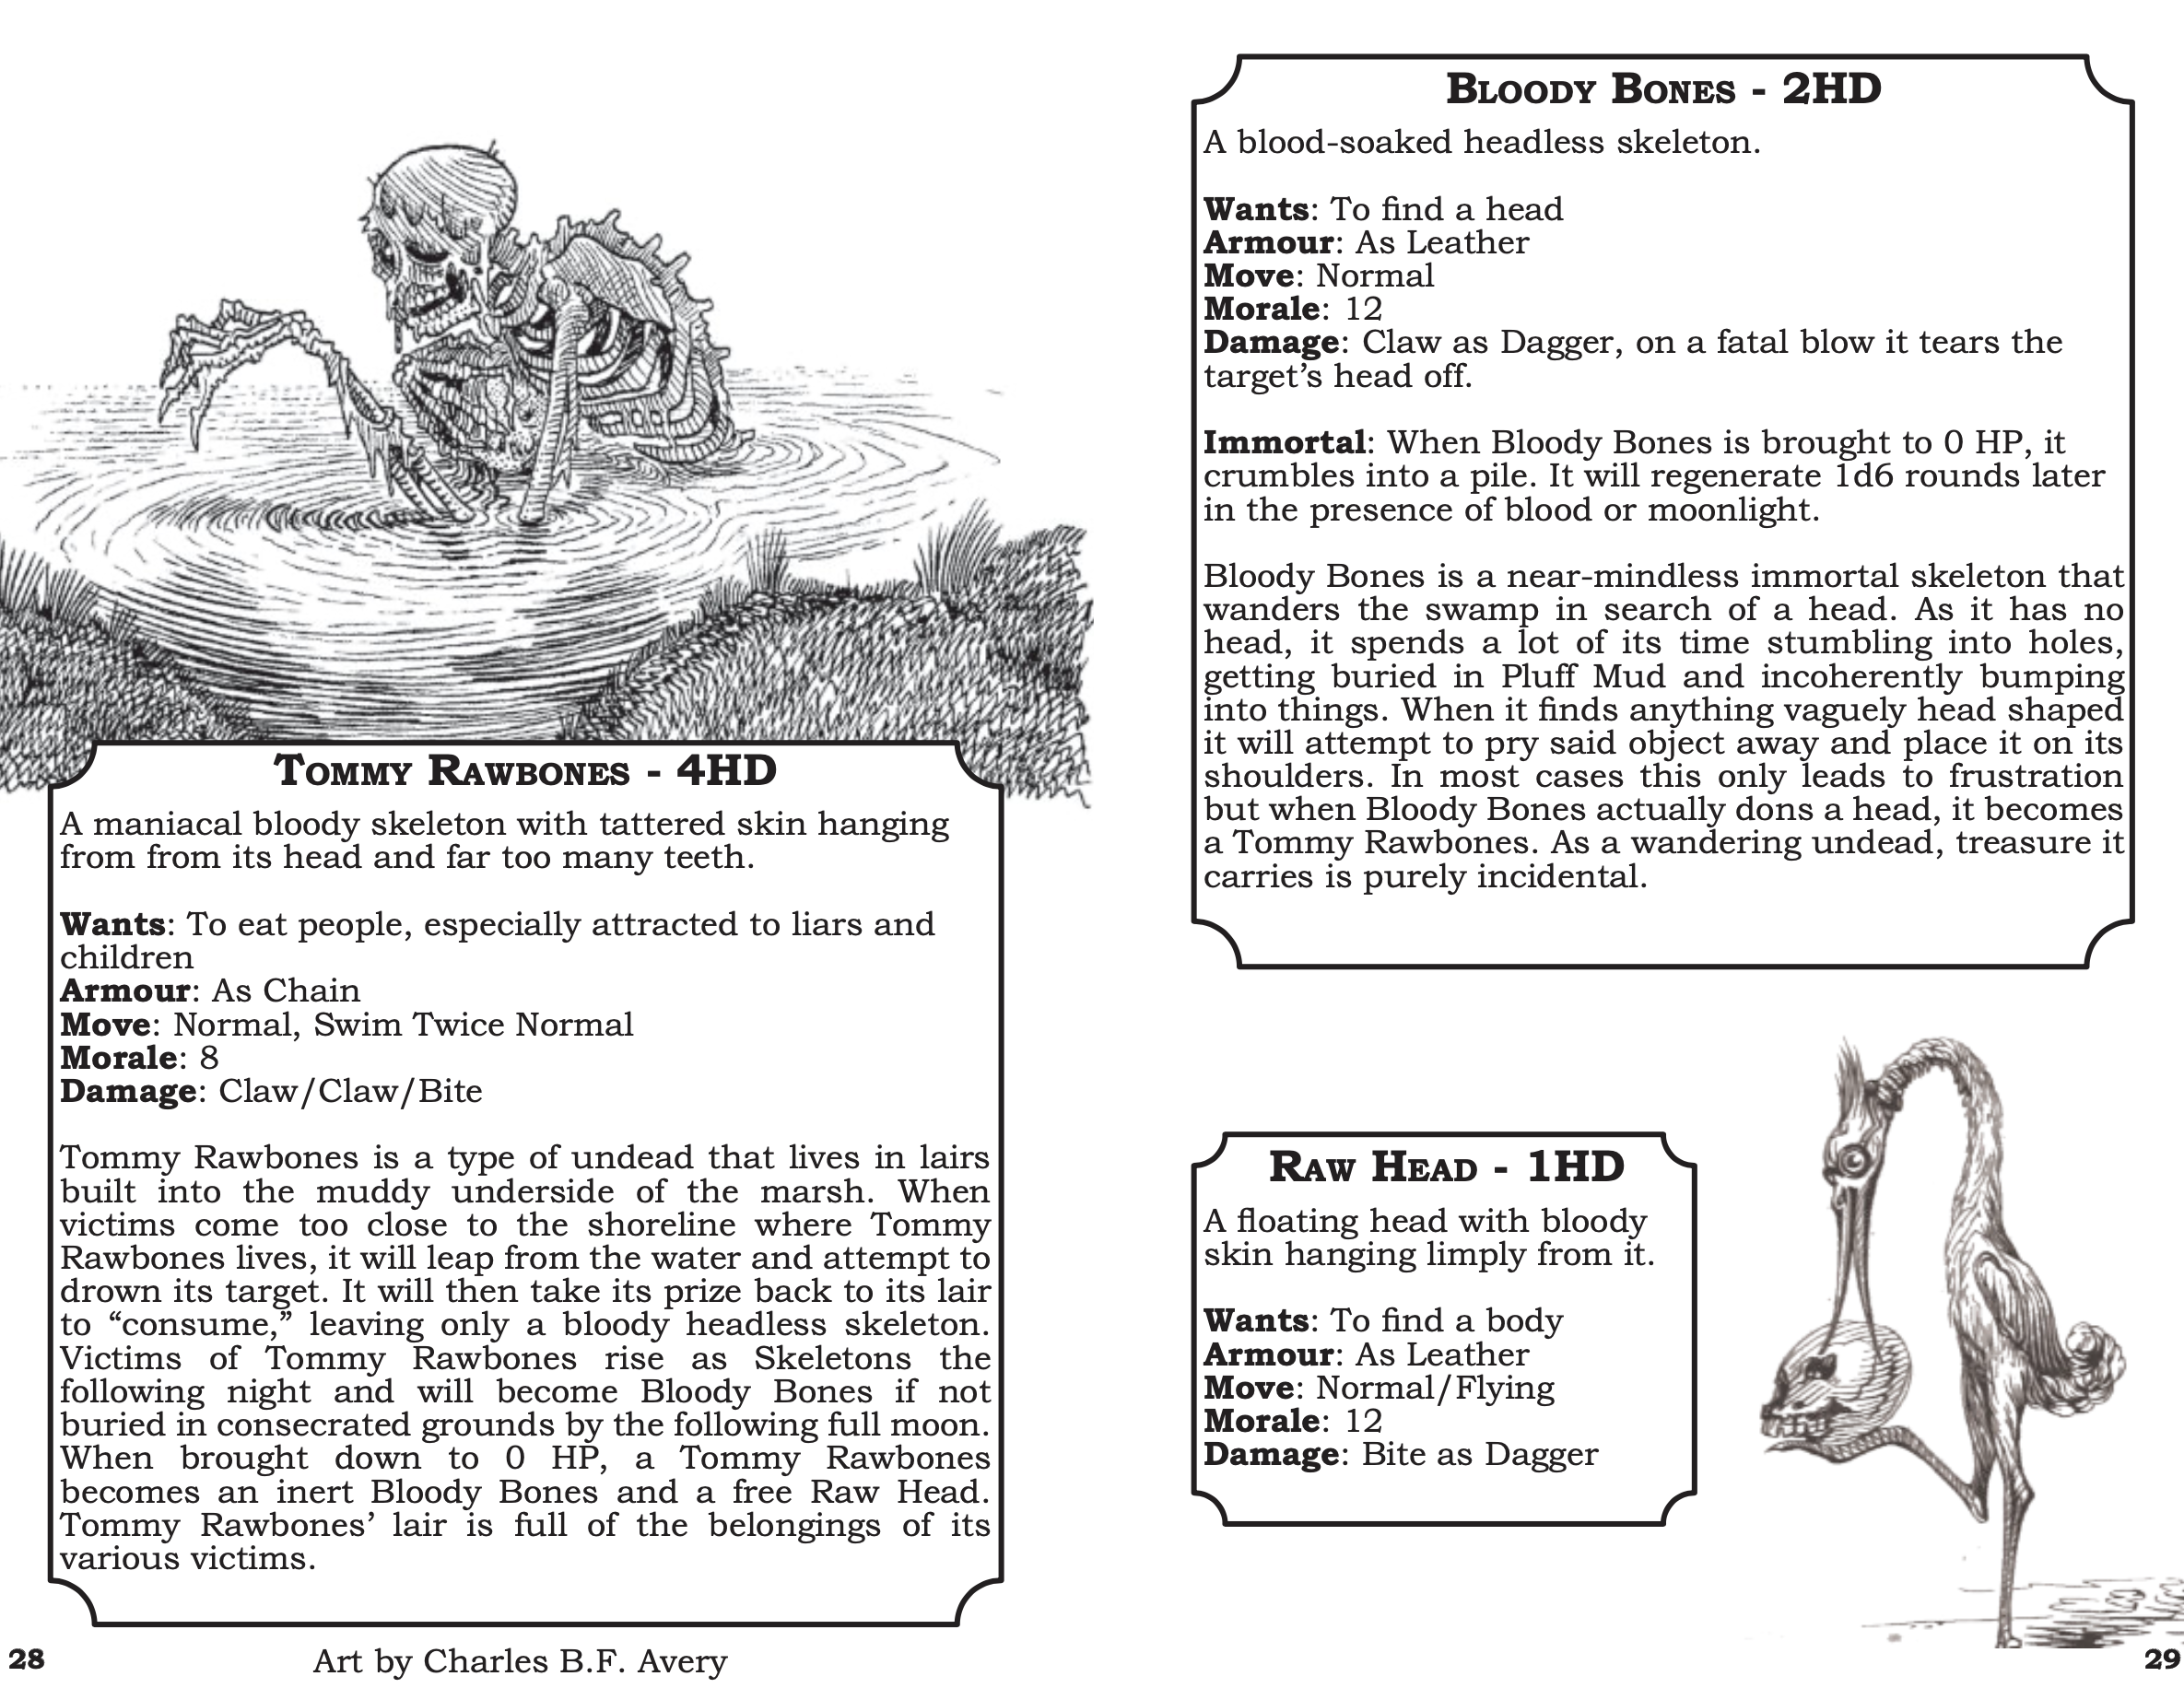 Tommy Rawbones - 4HD
A maniacal bloody skeleton with tattered skin hanging
from from its head and far too many teeth.
Wants: To eat people, especially attracted to liars and
children
Armour: As Chain
Move: Normal, Swim Twice Normal
Morale: 8
Damage: Claw/Claw/Bite
Tommy Rawbones is a type of undead that lives in lairs
built into the muddy underside of the marsh. When
victims come too close to the shoreline where Tommy
Rawbones lives, it will leap from the water and attempt to
drown its target. It will then take its prize back to its lair
to “consume,” leaving only a bloody headless skeleton.
Victims of Tommy Rawbones rise as Skeletons the
following night and will become Bloody Bones if not
buried in consecrated grounds by the following full moon.
When brought down to 0 HP, a Tommy Rawbones
becomes an inert Bloody Bones and a free Raw Head.
Tommy Rawbones’ lair is full of the belongings of its
various victims.
28
Art by Charles B.F. Avery
Bloody Bones - 2HD
A blood-soaked headless skeleton.
Wants: To find a head
Armour: As Leather
Move: Normal
Morale: 12
Damage: Claw as Dagger, on a fatal blow it tears the
target’s head off.
Immortal: When Bloody Bones is brought to 0 HP, it
crumbles into a pile. It will regenerate 1d6 rounds later
in the presence of blood or moonlight.
Bloody Bones is a near-mindless immortal skeleton that
wanders the swamp in search of a head. As it has no
head, it spends a lot of its time stumbling into holes,
getting buried in Pluff Mud and incoherently bumping
into things. When it finds anything vaguely head shaped
it will attempt to pry said object away and place it on its
shoulders. In most cases this only leads to frustration
but when Bloody Bones actually dons a head, it becomes
a Tommy Rawbones. As a wandering undead, treasure it
carries is purely incidental.
Raw Head - 1HD
A floating head with bloody
skin hanging limply from it.
Wants: To find a body
Armour: As Leather
Move: Normal/Flying
Morale: 12
Damage: Bite as Dagger
29